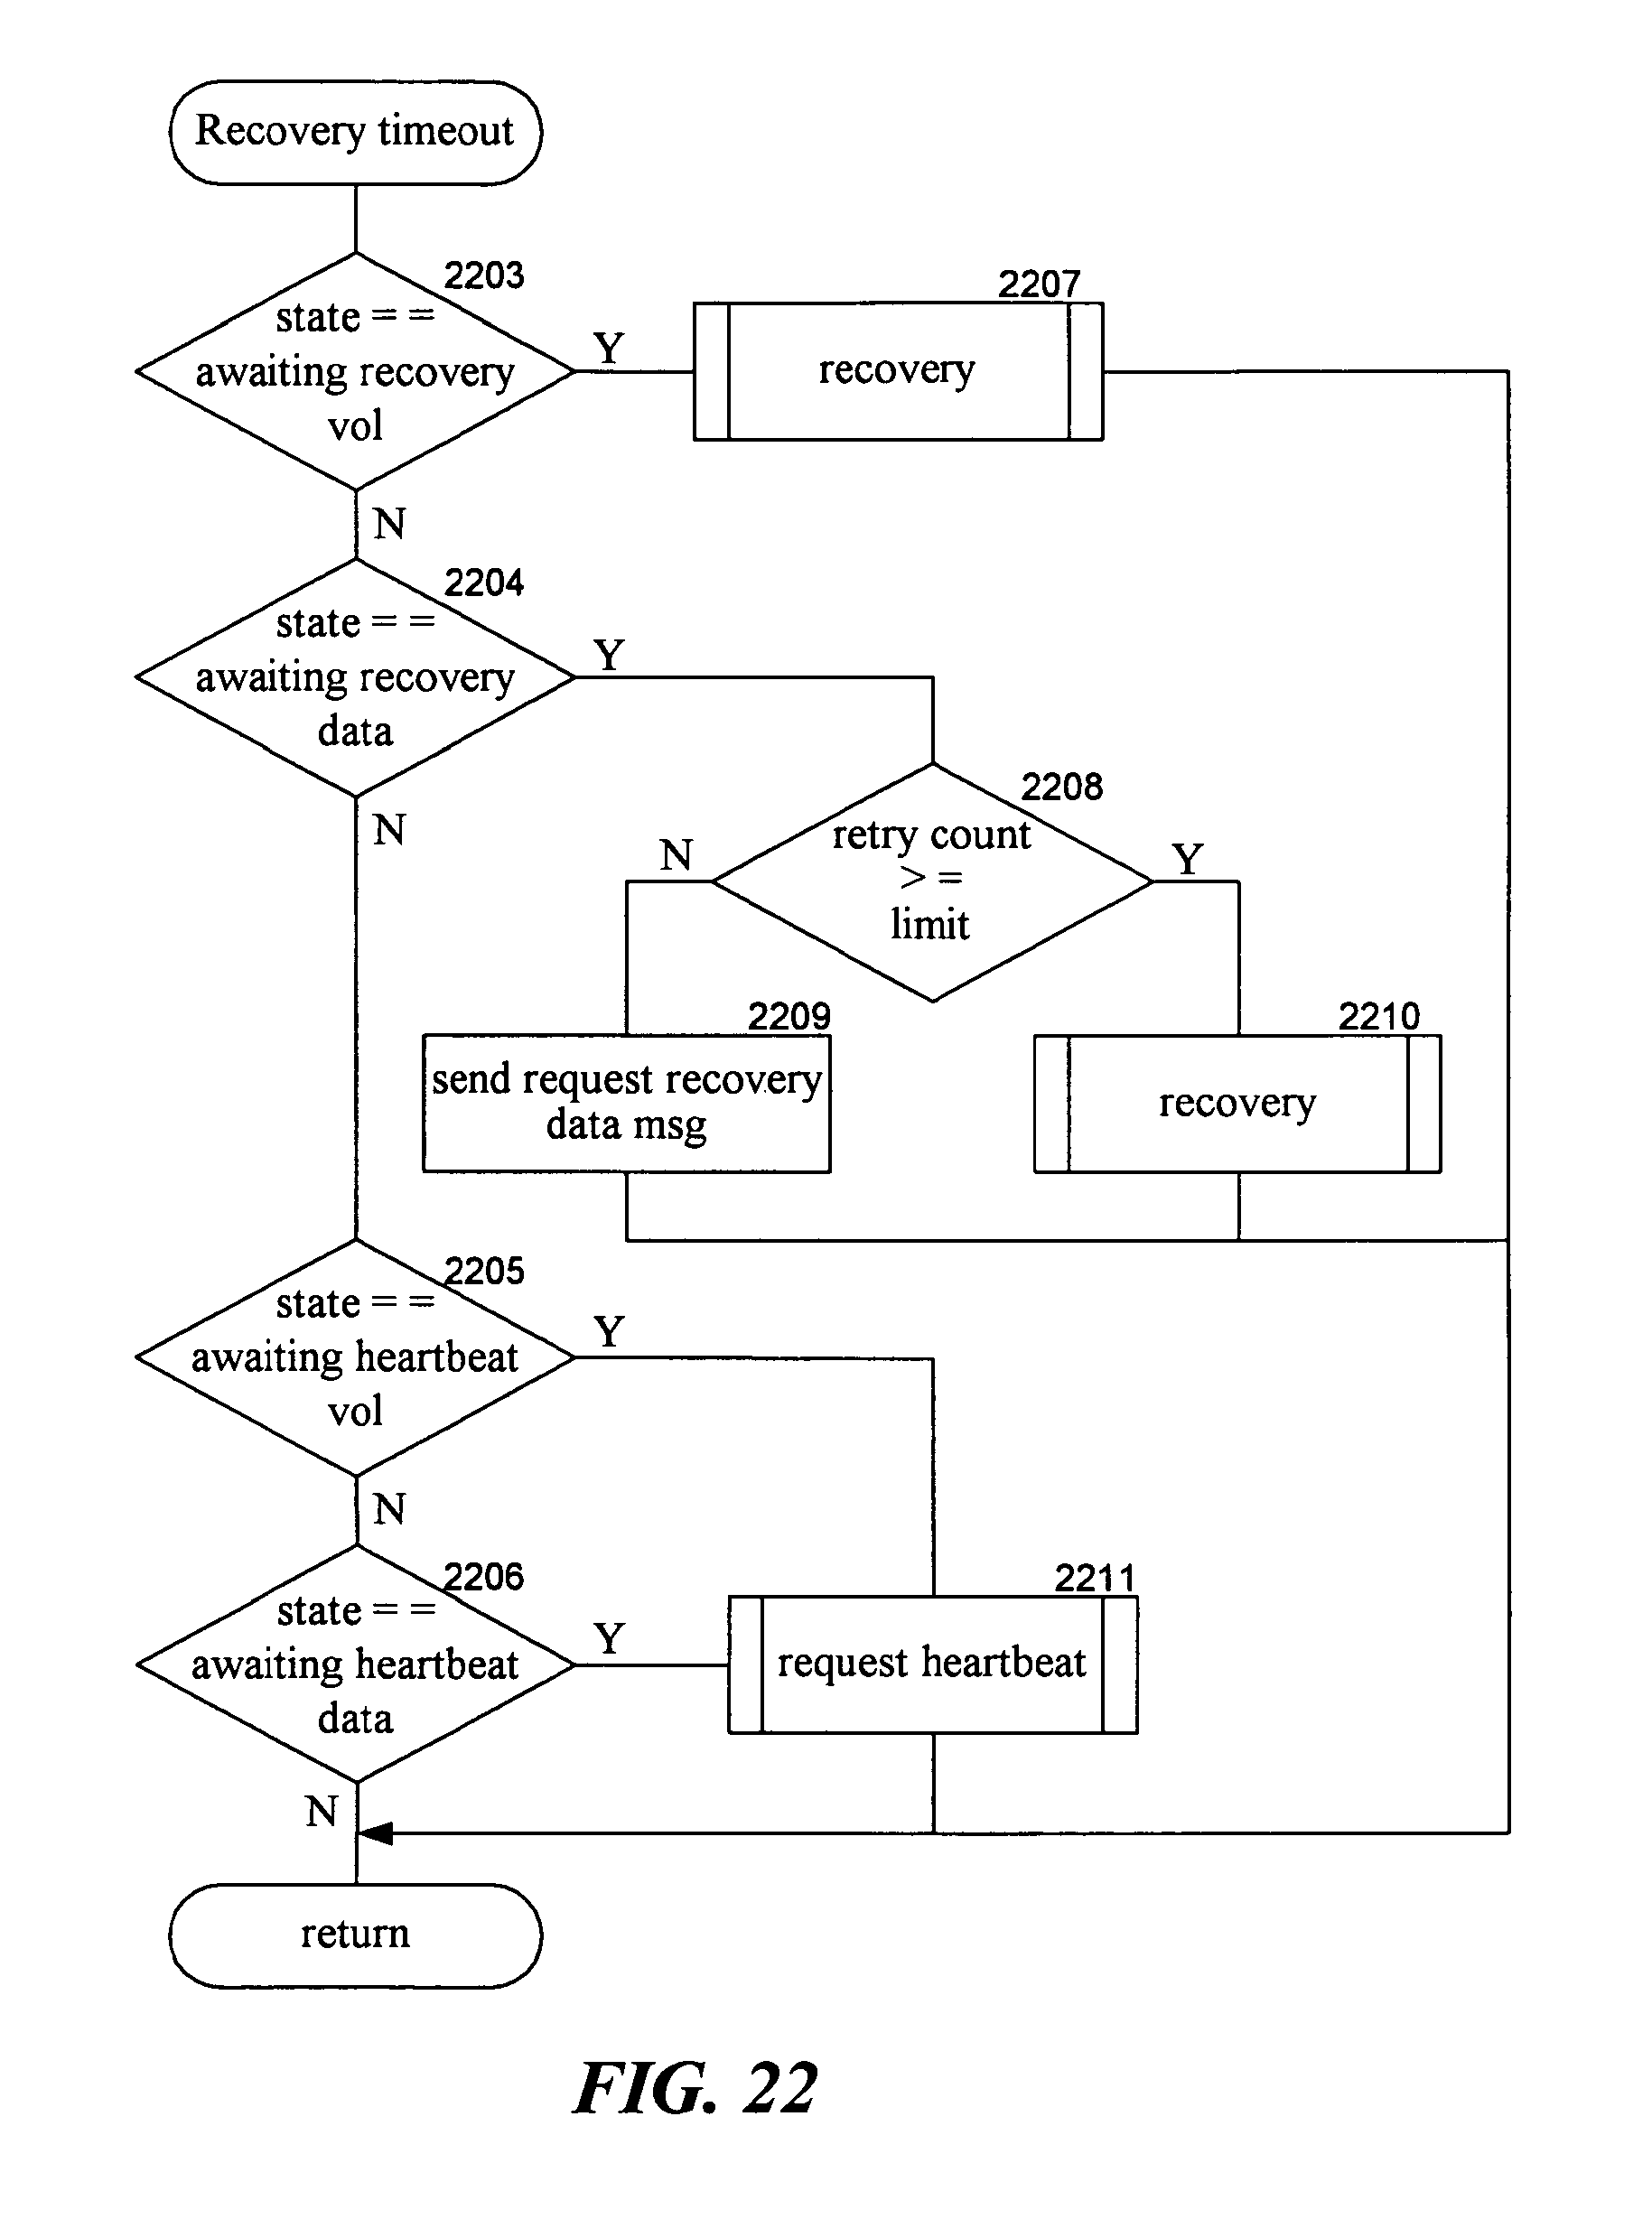 Recovery timeout
2203
state = =
awaiting recovery
vol
Y
2207
recovery
N
2204
state = =
awaiting recovery
data
Y
N
2208
retry count
> =
limit
N
Y
2209
send request recovery
data msg
2210
recovery
2205
state = =
awaiting heartbeat
vol
Y
N
2206
state = =
awaiting heartbeat
data
Y
2211
request heartbeat
N
return
FIG. 22